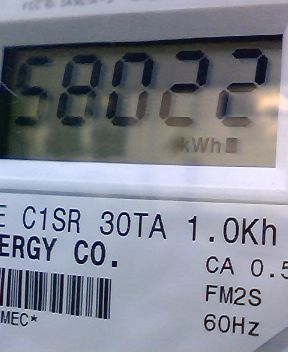 58022
kWh
E C1SR 30TA 1.0Kh
ERGY CO.
CA 0.5
FM2S
60Hz
MEC*